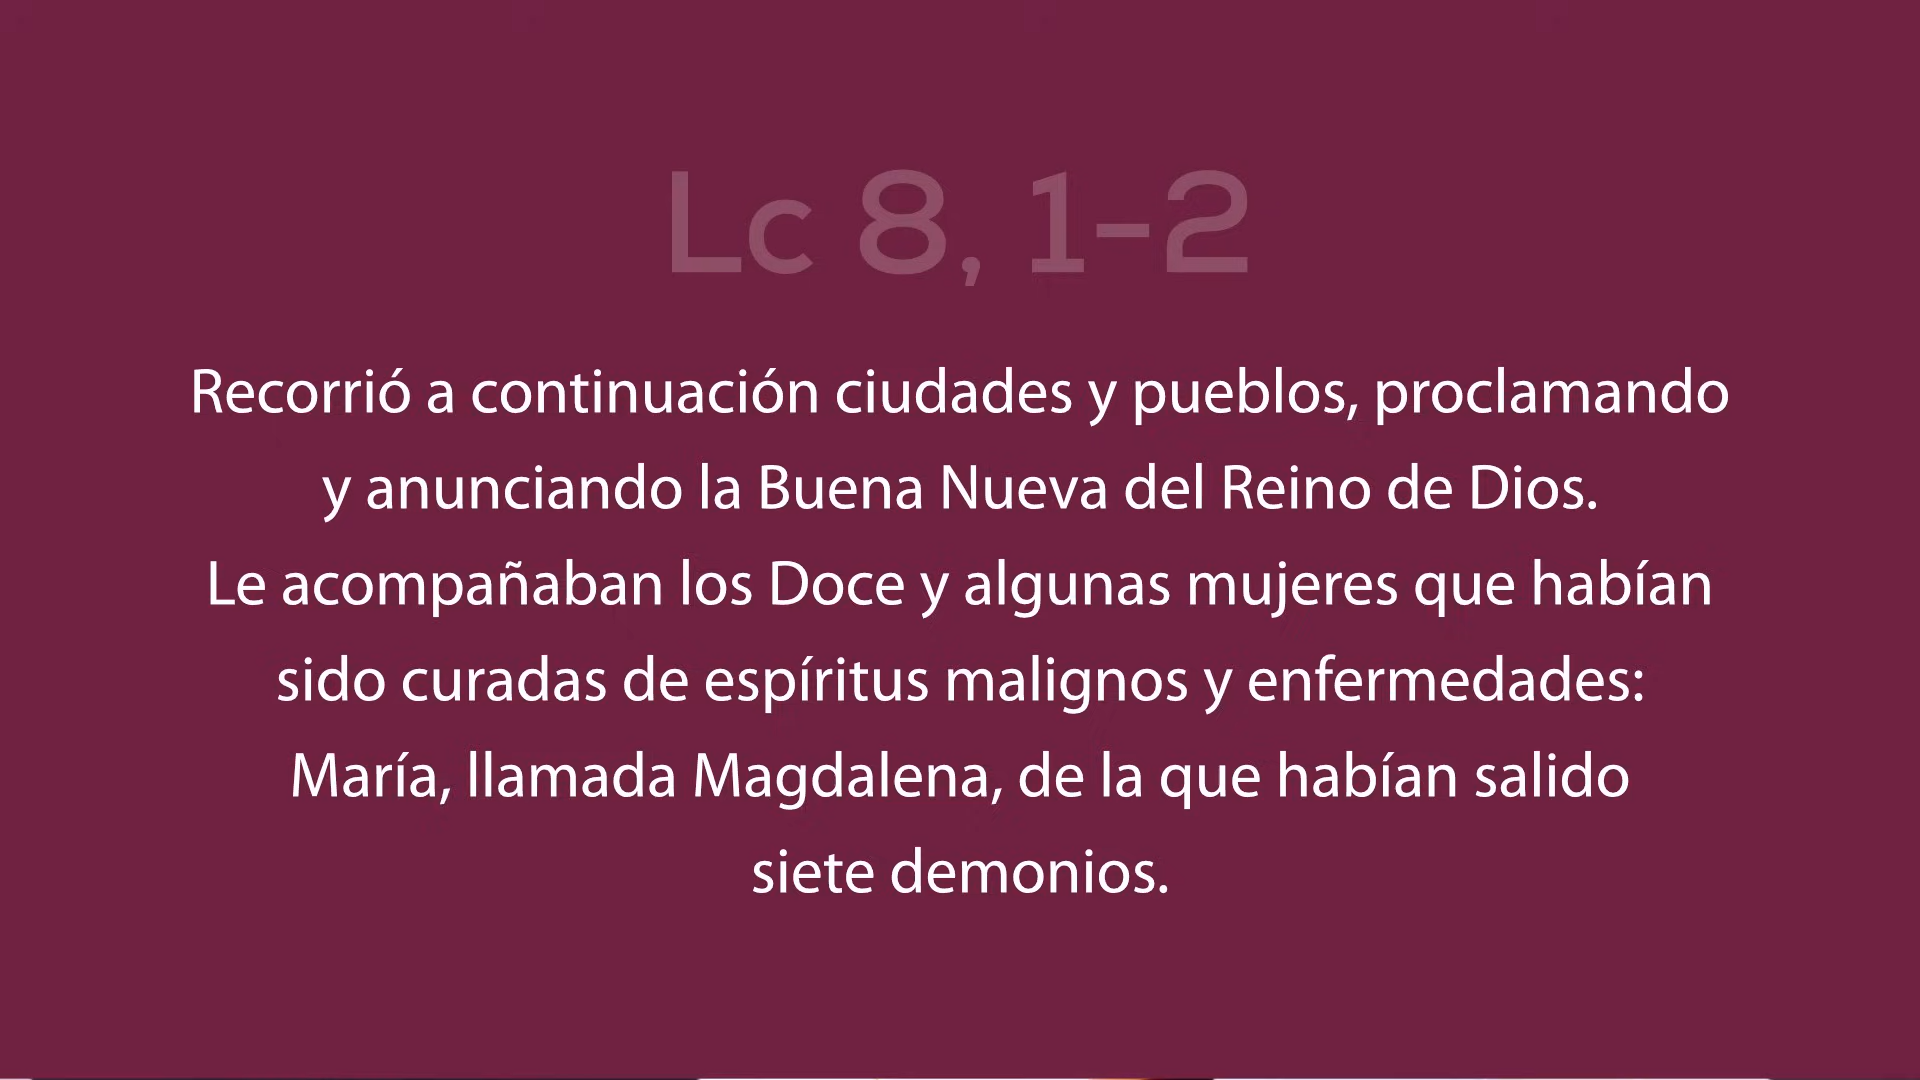 Lc 8, 1-2
Recorrió a continuación ciudades y pueblos, proclamando
y anunciando la Buena Nueva del Reino de Dios.
Le acompañaban los Doce y algunas mujeres que habían
sido curadas de espíritus malignos y enfermedades:
María, llamada Magdalena, de la que habían salido
siete demonios.